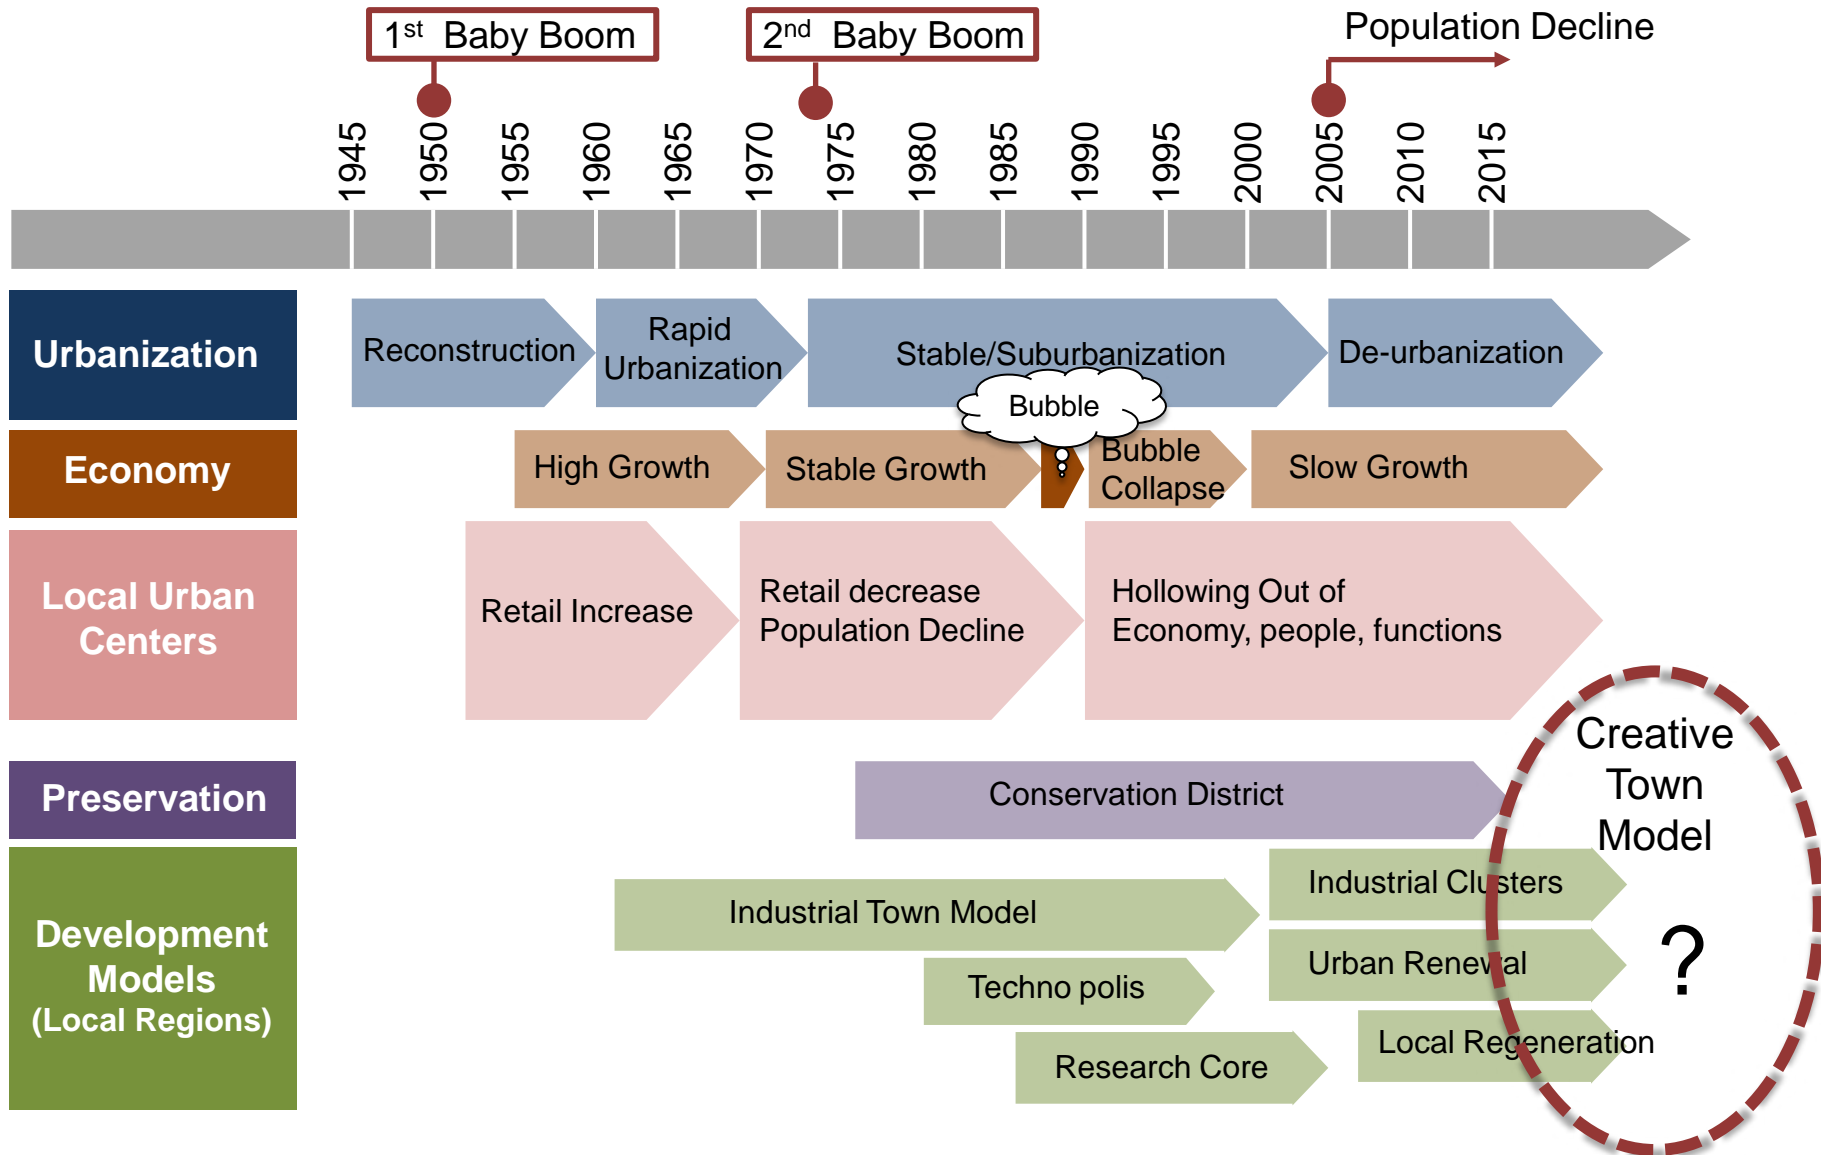 1st Baby Boom
2nd Baby Boom
Population Decline
1945
1950
1955
1960
1965
1970
1975
1980
1985
1990
1995
2000
2005
2010
2015
Urbanization
Reconstruction
Rapid
Urbanization
Stable/Suburbanization
De-urbanization
Bubble
Economy
High Growth
Stable Growth
Bubble
Collapse
Slow Growth
Local Urban
Centers
Retail Increase
Retail decrease
Population Decline
Hollowing Out of
Economy, people, functions
Creative
Town
Model
?
Preservation
Conservation District
Development
Models
(Local Regions)
Industrial Town Model
Industrial Clusters
Techno polis
Urban Renewal
Research Core
Local Regeneration